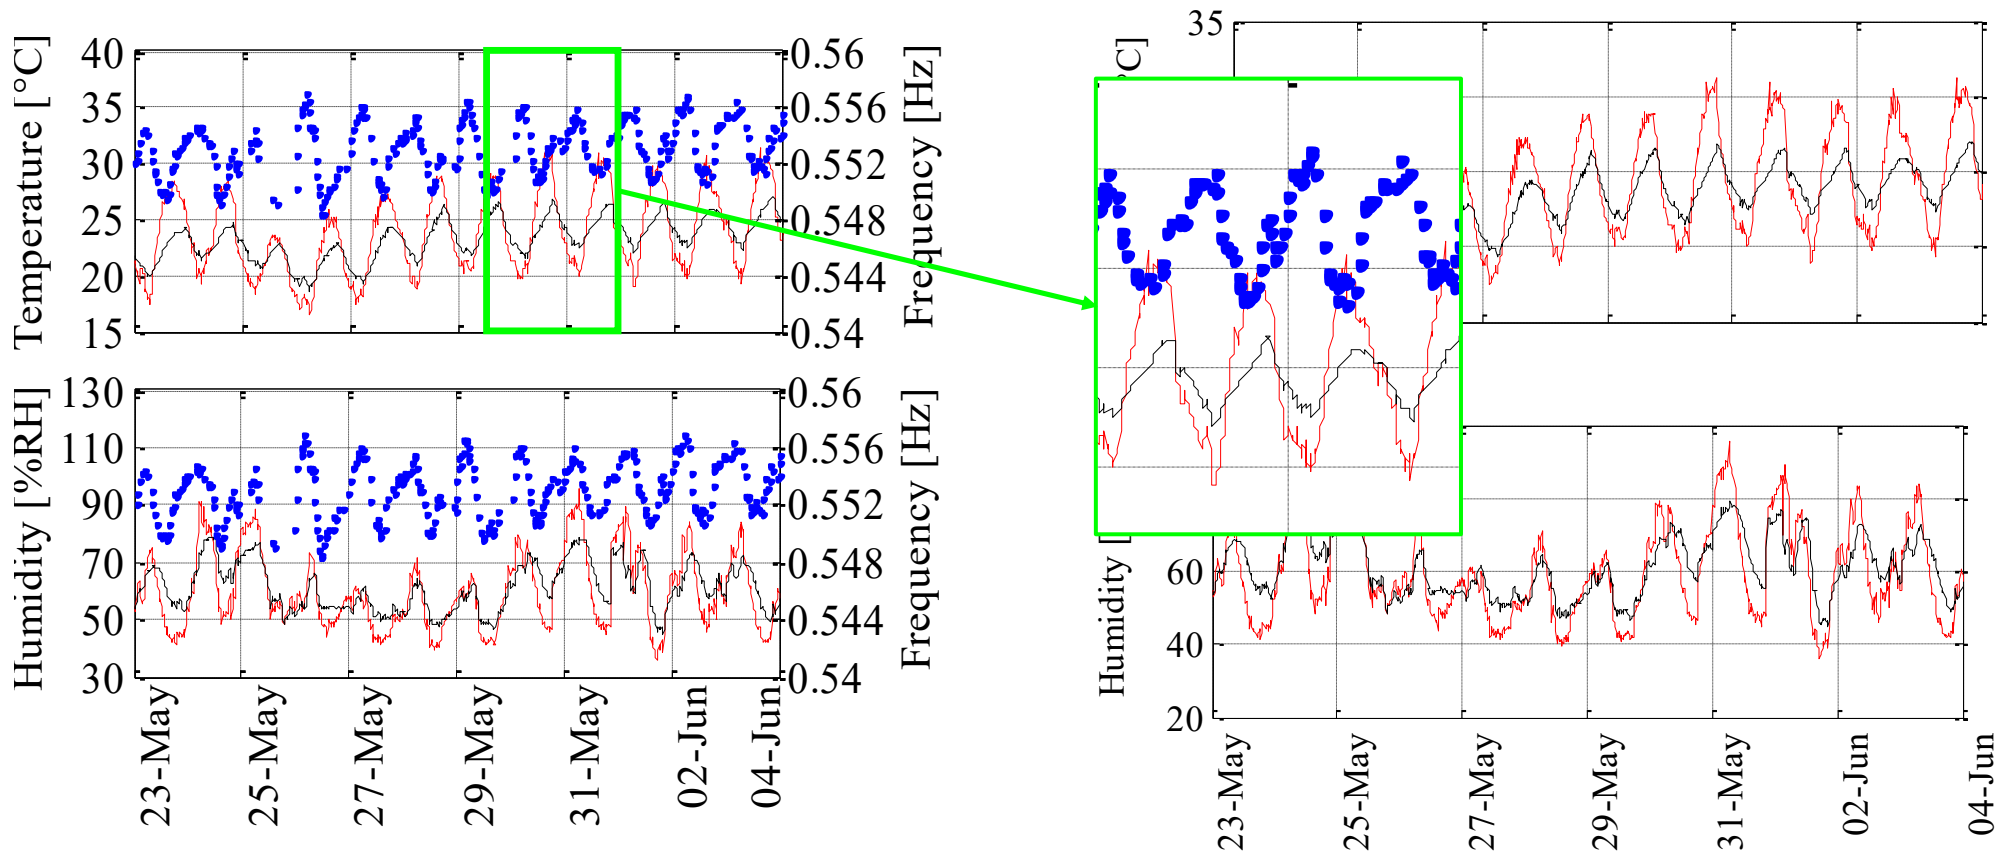 Temperature [°C]
40
35
30
25
20
15
0.56
0.556
0.552
0.548
0.544
0.54
Frequency [Hz]
Humidity [%RH]
130
110
90
70
50
30
0.56
0.556
0.552
0.548
0.544
0.54
Frequency [Hz]
23-May
25-May
27-May
29-May
31-May
02-Jun
04-Jun
35
°C]
Humidity [
60
40
20
23-May
25-May
27-May
29-May
31-May
02-Jun
04-Jun